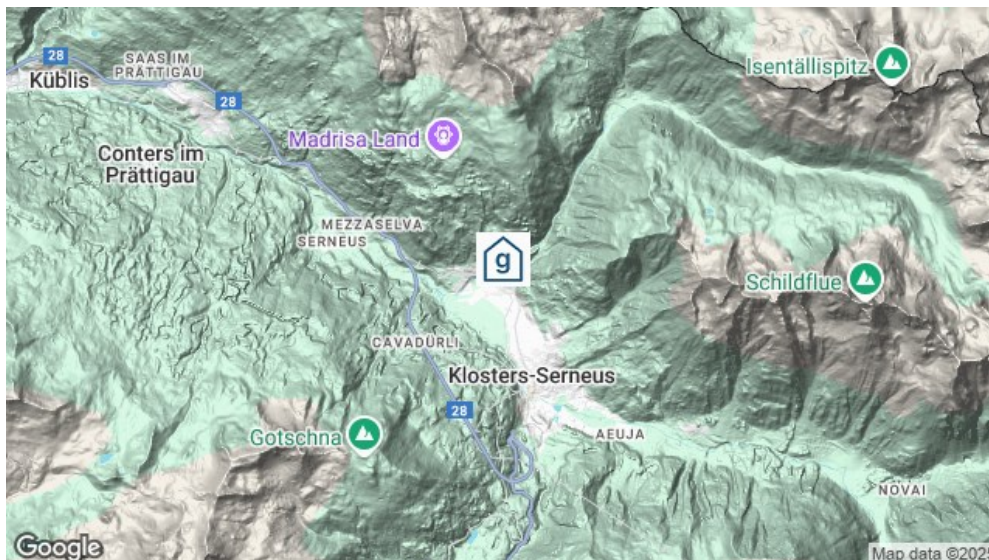 28
SAAS IM
PRÄTTIGAU
Küblis
28
Isentällispitz
Madrisa Land
Conters im
Prättigau
MEZZASELVA
SERNEUS
g
Schildflue
CAVADÜRLI
Klosters-Serneus
28
Gotschna
AEUJA
NOVAI
Google
Map data ©202